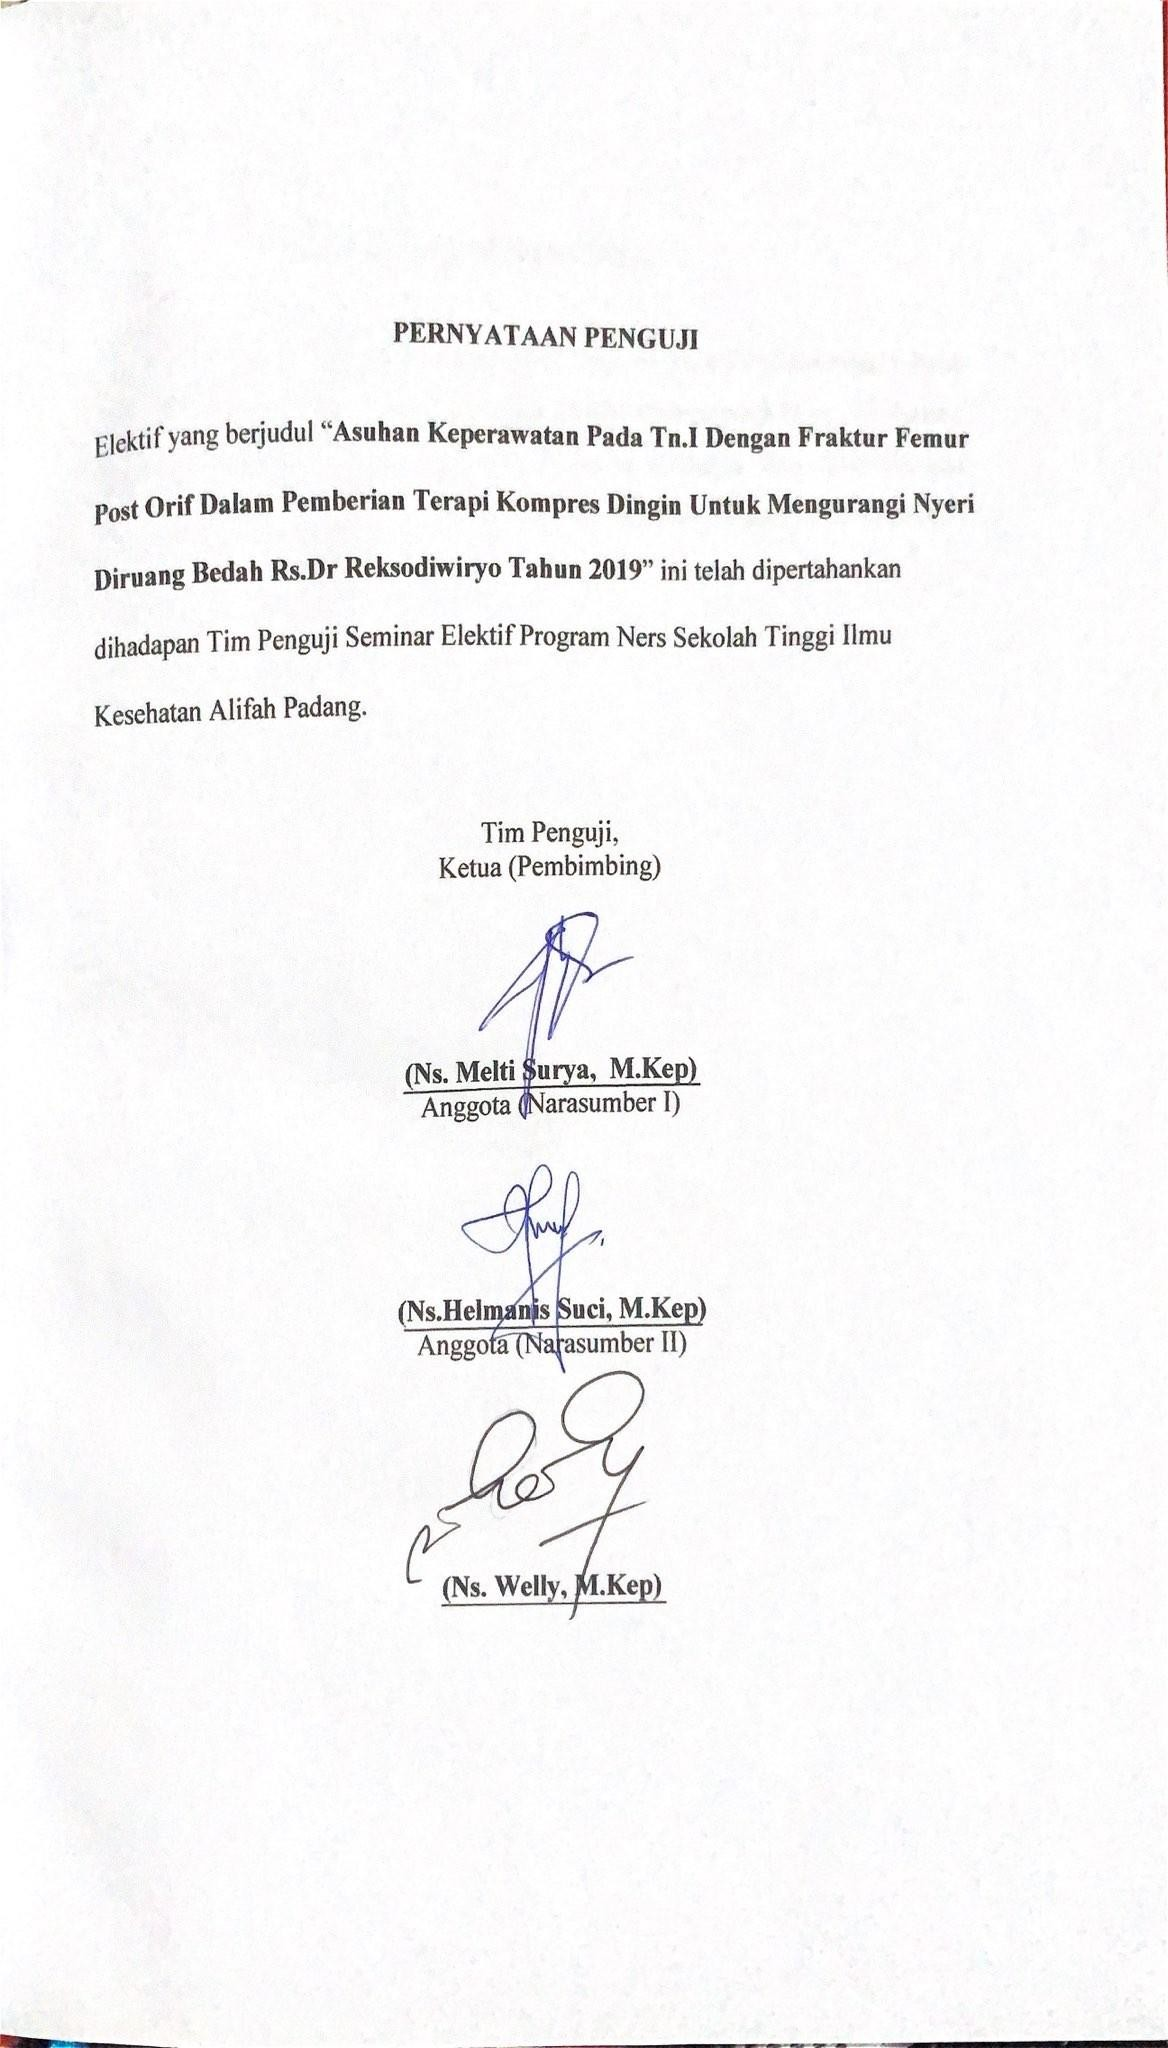 PERNYATAAN PENGUJI
Elektif yang berjudul “Asuhan Keperawatan Pada Tn.I Dengan Fraktur Femur
Post Orif Dalam Pemberian Terapi Kompres Dingin Untuk Mengurangi Nyeri
Diruang Bedah Rs.Dr Reksodiwiryo Tahun 2019” ini telah dipertahankan
dihadapan Tim Penguji Seminar Elektif Program Ners Sekolah Tinggi Ilmu
Kesehatan Alifah Padang.
Tim Penguji,
Ketua (Pembimbing)
(Ns. Melti Surya, M.Kep)
Anggota (Narasumber I)
(Ns.Helmanis Suci, M.Kep)
Anggota (Narasumber II)
(Ns. Welly, M.Kep)